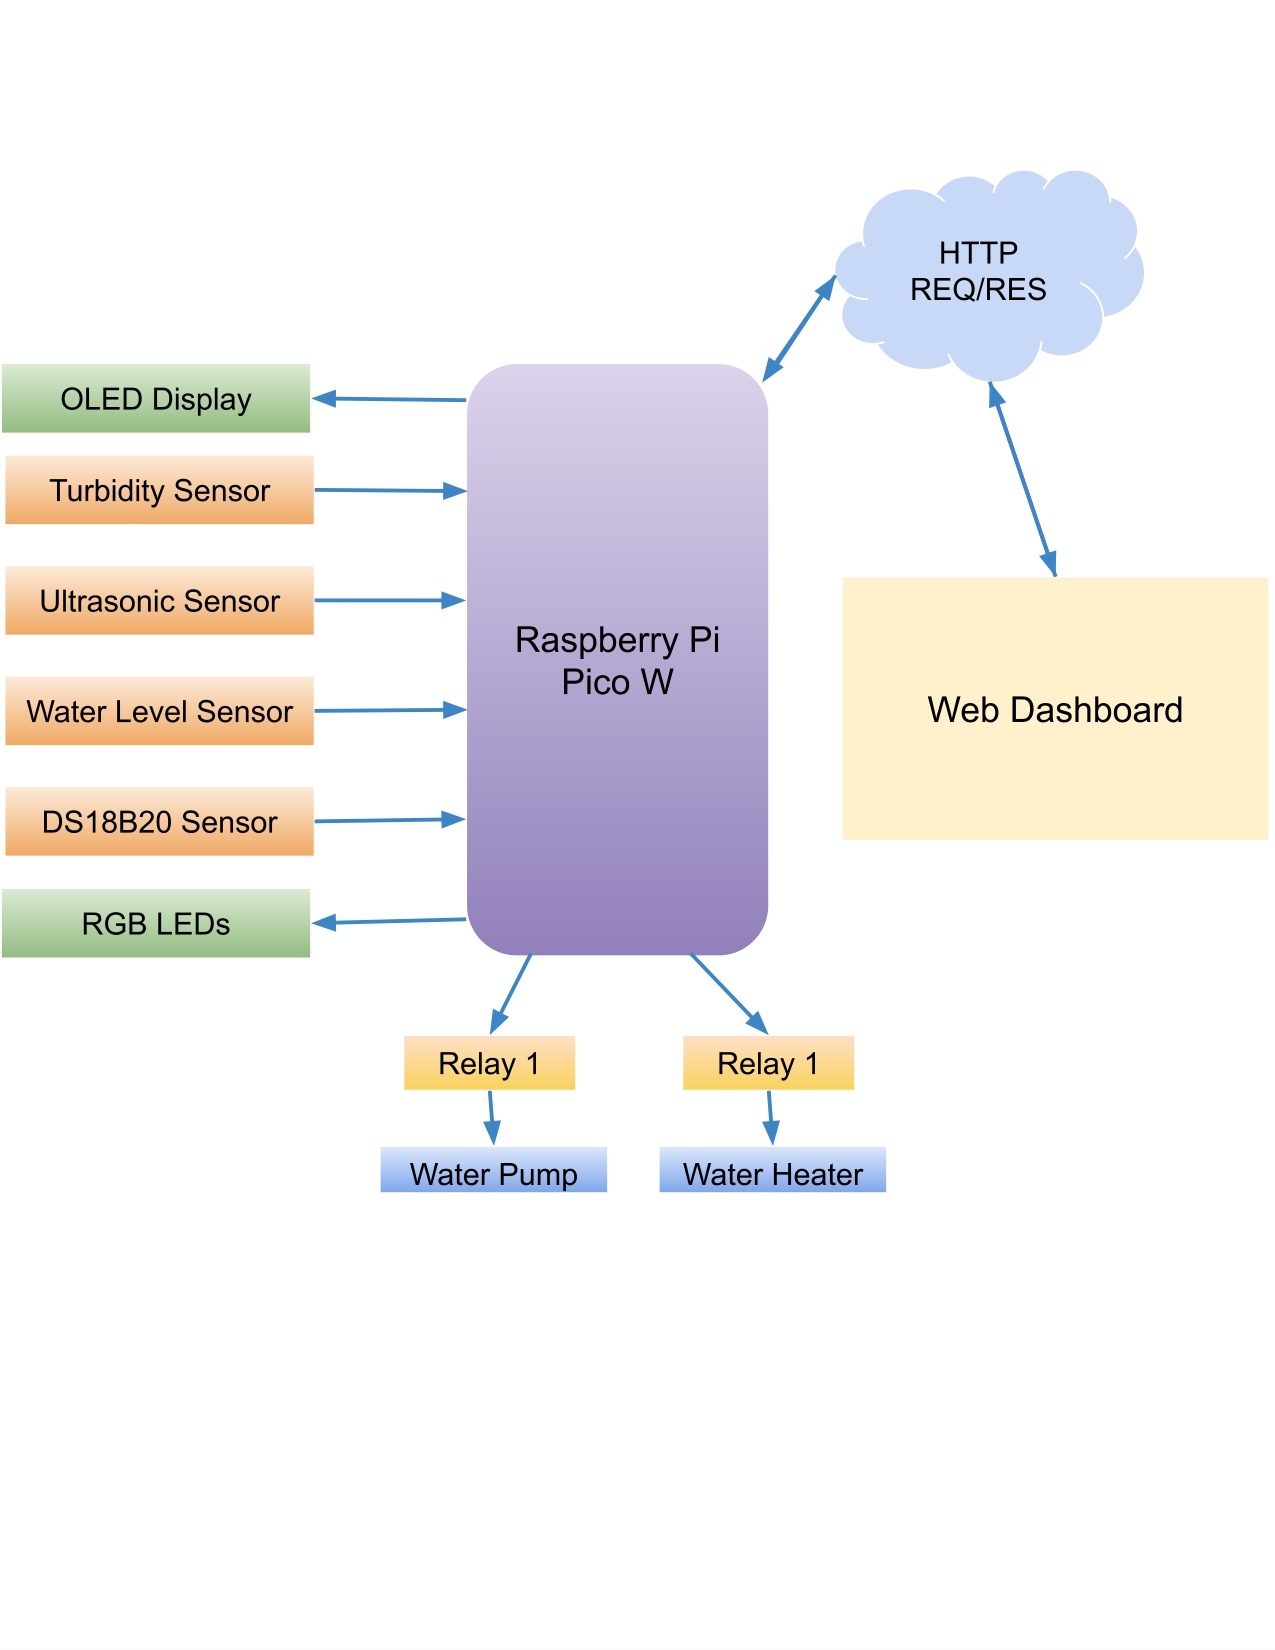 HTTP
REQ/RES
OLED Display
Turbidity Sensor
Ultrasonic Sensor
Water Level Sensor
DS18B20 Sensor
RGB LEDs
Raspberry Pi
Pico W
Web Dashboard
Relay 1
Relay 1
Water Pump
Water Heater